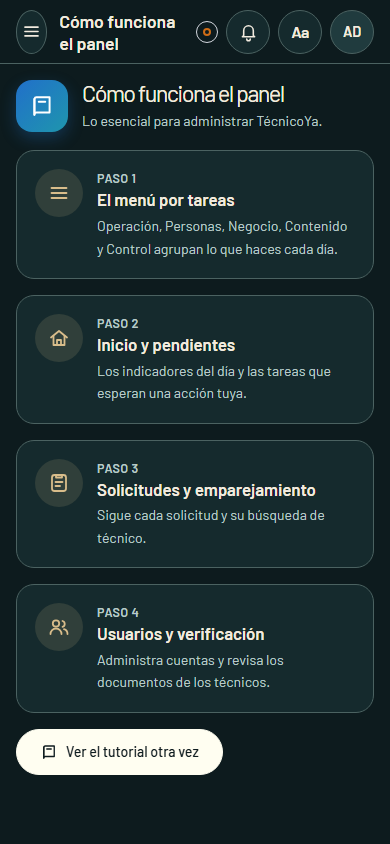 Cómo funciona
el panel
Aa
AD
Cómo funciona el panel
Lo esencial para administrar TécnicoYa.
PASO 1
El menú por tareas
Operación, Personas, Negocio, Contenido
y Control agrupan lo que haces cada día.
PASO 2
Inicio y pendientes
Los indicadores del día y las tareas que
esperan una acción tuya.
PASO 3
Solicitudes y emparejamiento
Sigue cada solicitud y su búsqueda de
técnico.
PASO 4
Usuarios y verificación
Administra cuentas y revisa los
documentos de los técnicos.
Ver el tutorial otra vez